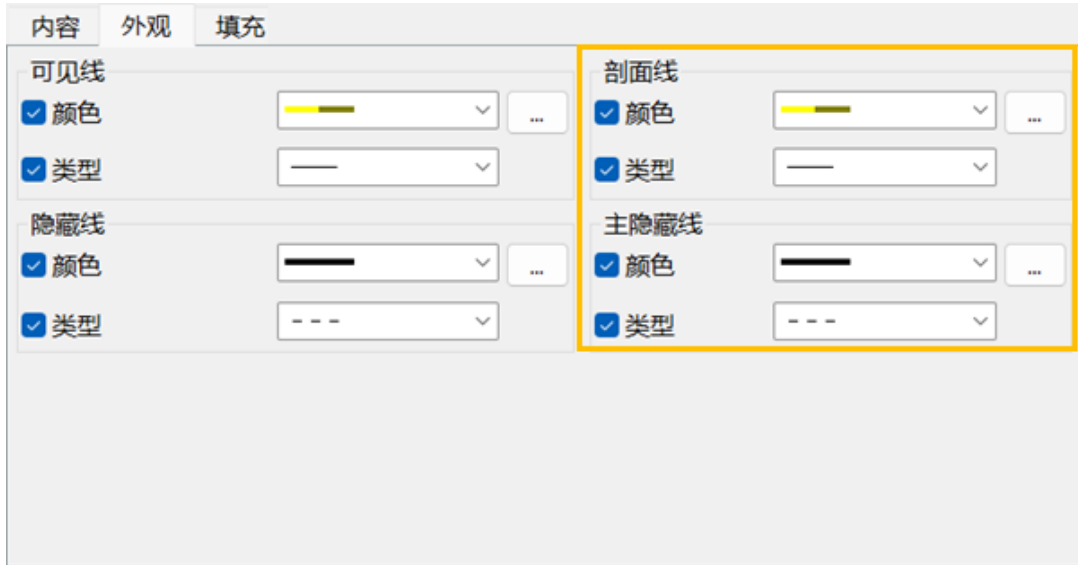 内容 外观 填充
可见线
颜色 ...
类型
隐藏线
颜色 ...
类型
剖面线
颜色 ...
类型
主隐藏线
颜色 ...
类型